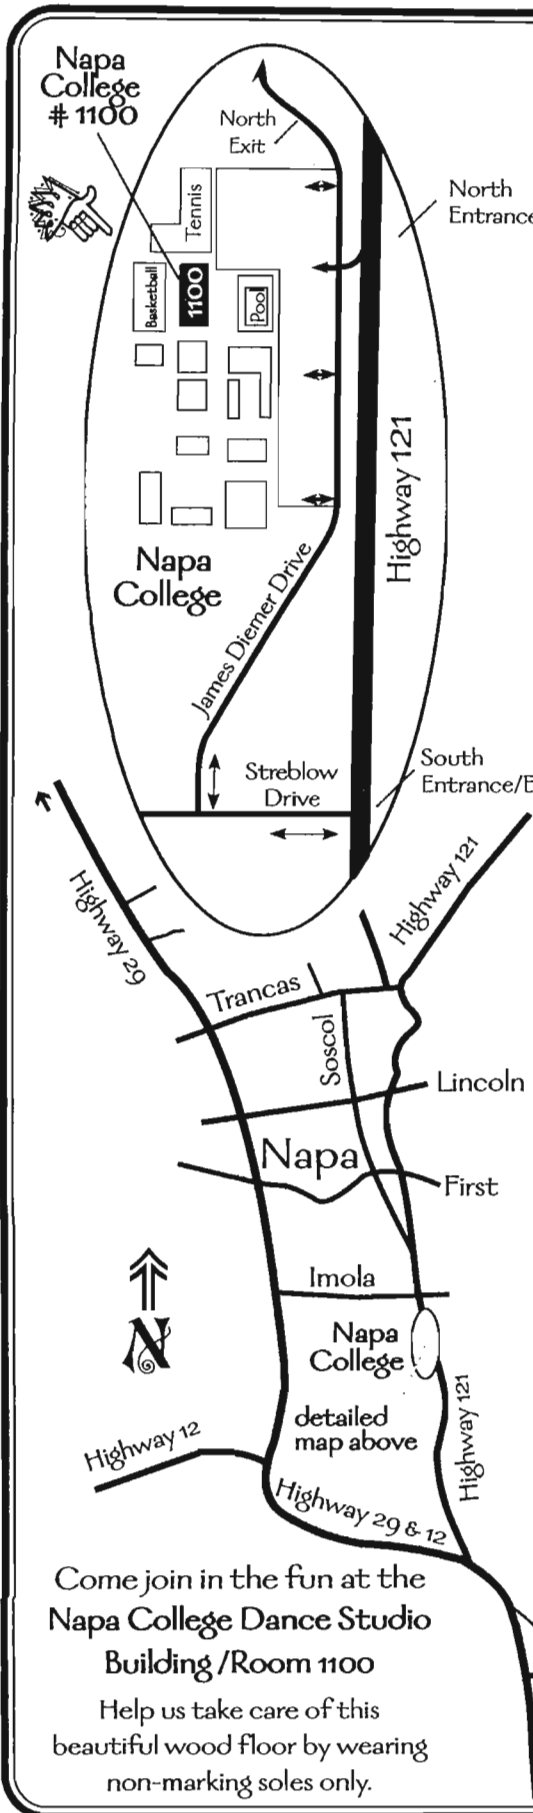 Napa
College
# 1100
North
Exit
North
Entrance
Tennis
Basketball
1100
Pool
Highway 121
Napa
College
James Diemer Drive
South
Entrance/E
Streblow
Drive
Highway 29
Highway 121
Trancas
Soscol
Lincoln
Napa
First
Imola
Napa
College
detailed
map above
N
Highway 121
Highway 12
Highway 29 & 12
Come join in the fun at the
Napa College Dance Studio
Building /Room 1100
Help us take care of this
beautiful wood floor by wearing
non-marking soles only.